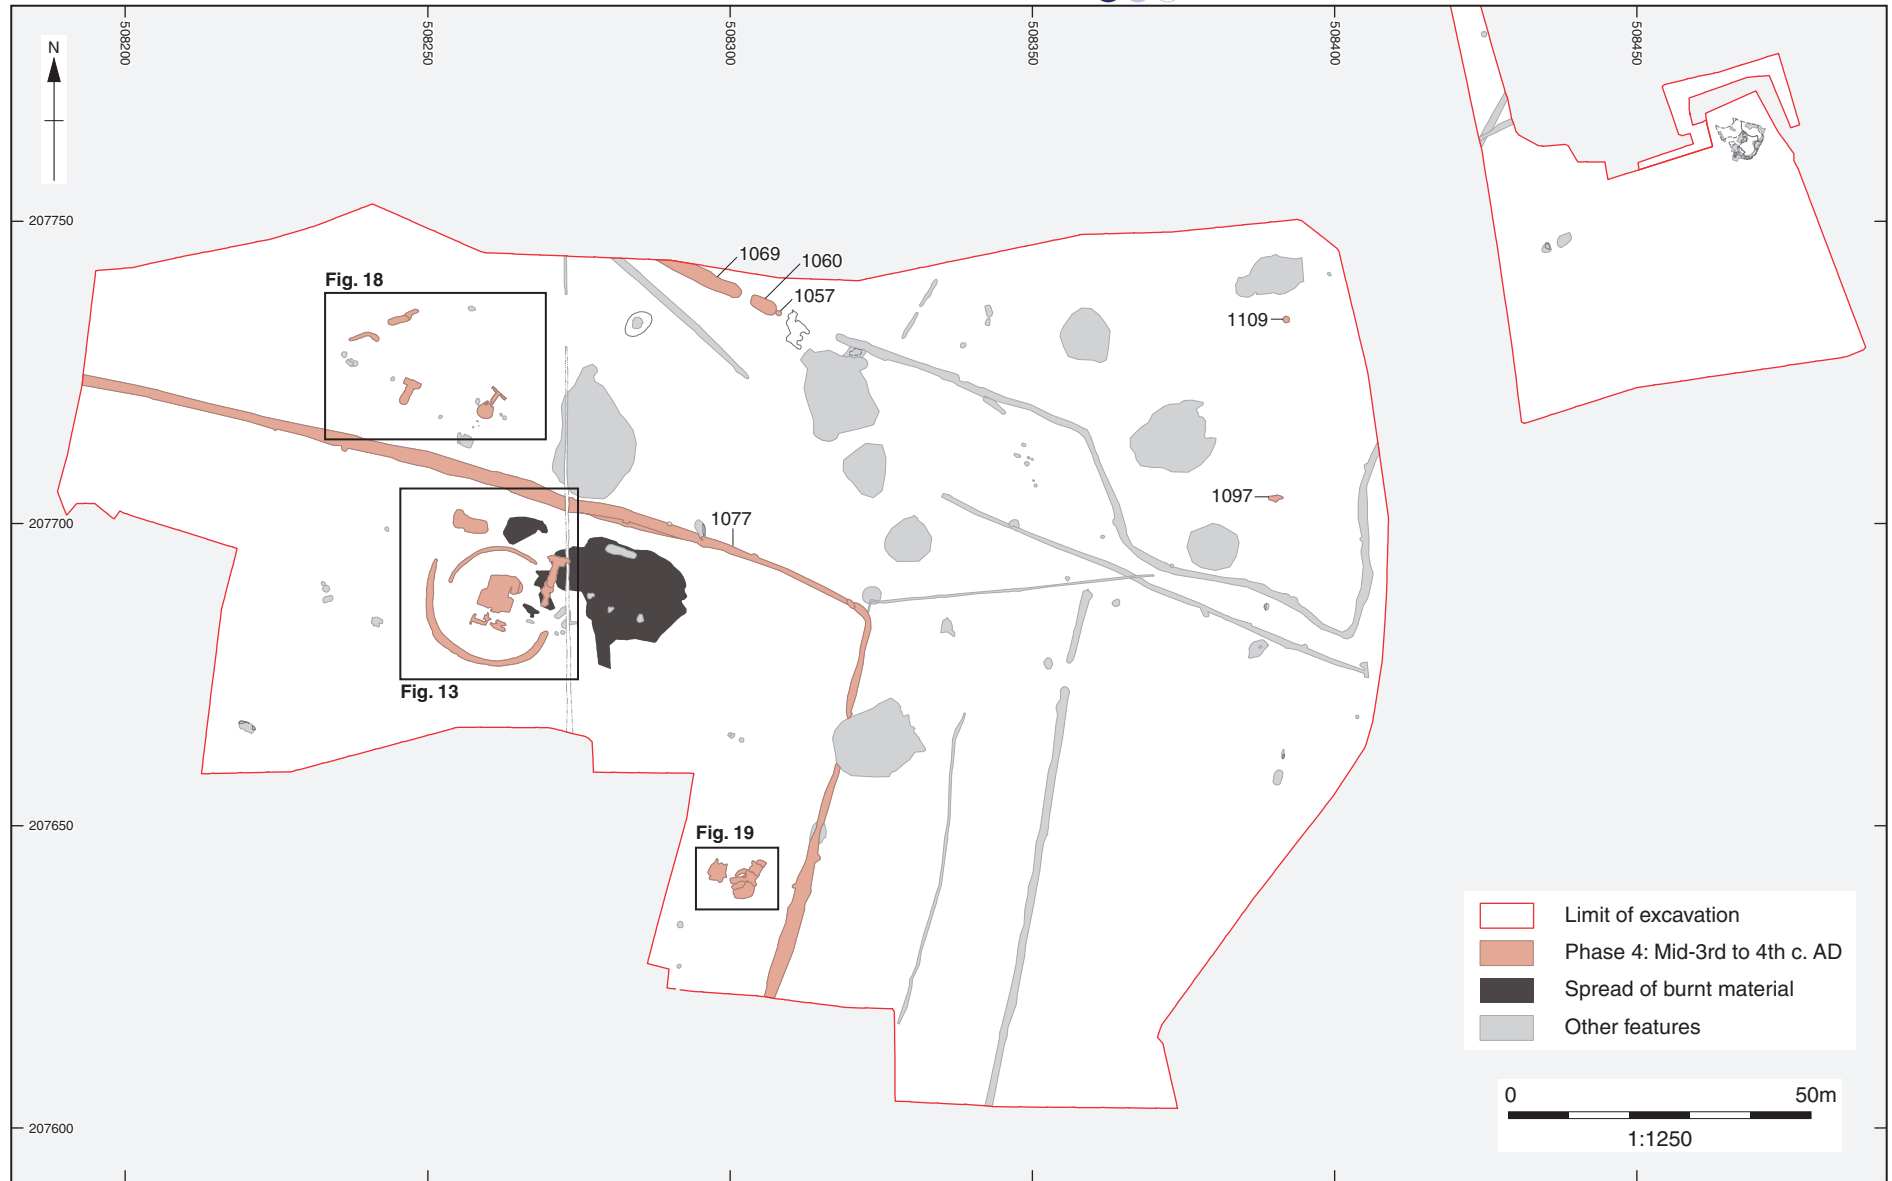 508200
508250
508300
508350
508400
508450
N
207750
207700
207650
207600
Fig. 18
1069
1060
1057
1109
1097
1077
Fig. 13
Fig. 19
Limit of excavation
Phase 4: Mid-3rd to 4th c. AD
Spread of burnt material
Other features
0 50m
1:1250